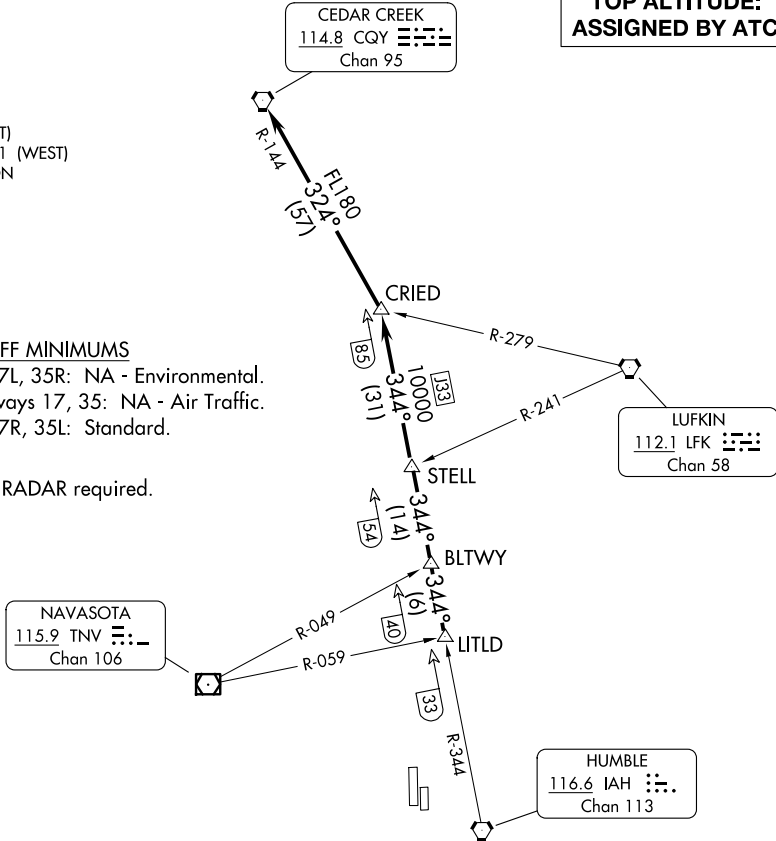 TOP ALTITUDE:
ASSIGNED BY ATC
CEDAR CREEK
114.8 CQY
Chan 95
T)
1 (WEST)
N
R-144
FL180
324°
(57)
CRIED
85
R-279
FF MINIMUMS
7L, 35R: NA - Environmental.
ways 17, 35: NA - Air Traffic.
7R, 35L: Standard.
RADAR required.
10000
344°
(31)
J33
R-241
LUFKIN
112.1 LFK
Chan 58
STELL
54
344°
(14)
BLTWY
344°
(6)
40
NAVASOTA
115.9 TNV
Chan 106
R-049
R-059
LITLD
33
R-344
HUMBLE
116.6 IAH
Chan 113